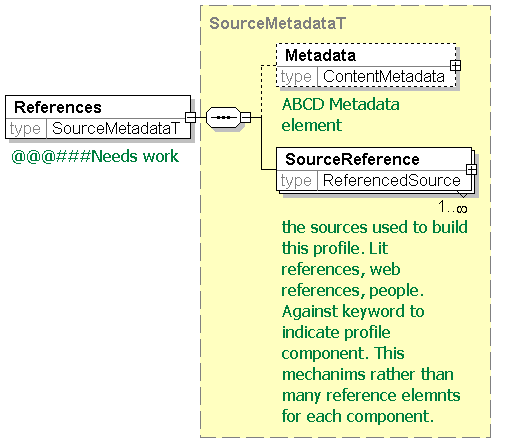 SourceMetadataT
Metadata
type ContentMetadata
ABCD Metadata
element
References
type SourceMetadataT
@@@###Needs work
SourceReference
type ReferencedSource
1..∞
the sources used to build
this profile. Lit
references, web
references, people.
Against keyword to
indicate profile
component. This
mechanims rather than
many reference elemnts
for each component.